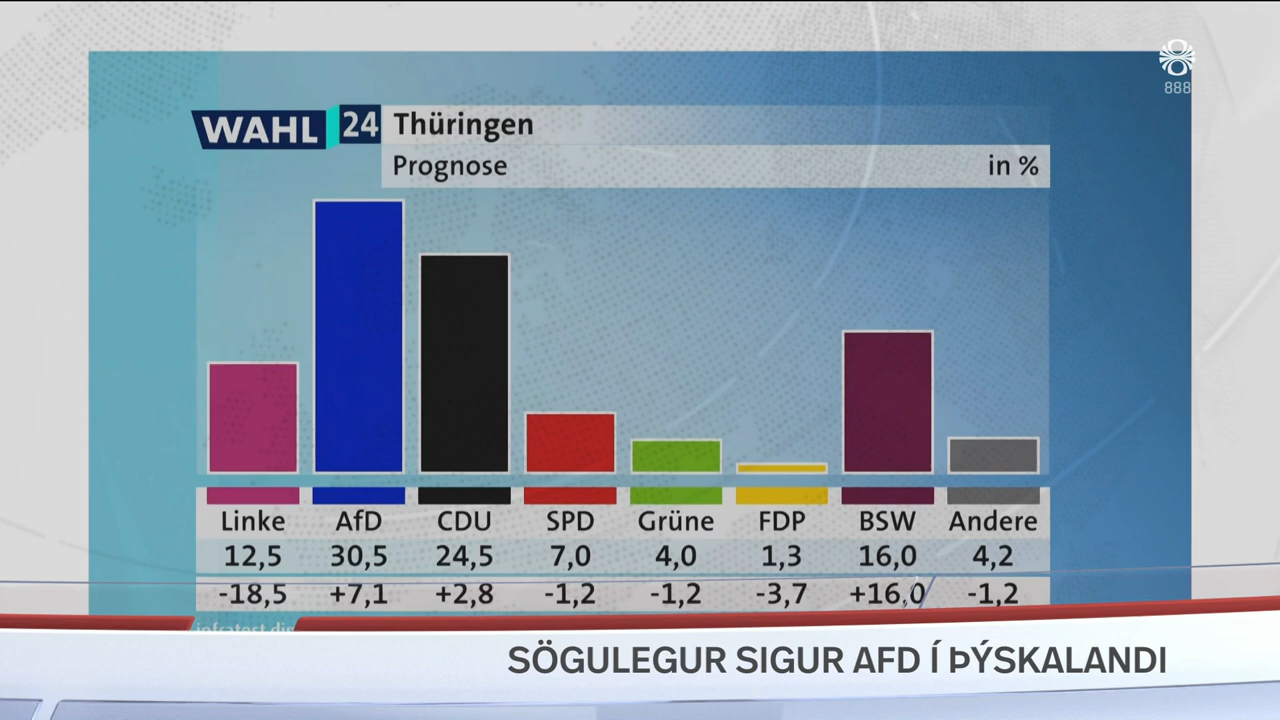 888
WAHL 24 Thüringen
Prognose in %
Linke AfD CDU SPD Grüne FDP BSW Andere
12,5 30,5 24,5 7,0 4,0 1,3 16,0 4,2
-18,5 +7,1 +2,8 -1,2 -1,2 -3,7 +16,0 -1,2
infratest dim
SÖGULEGUR SIGUR AFD Í ÞÝSKALANDI